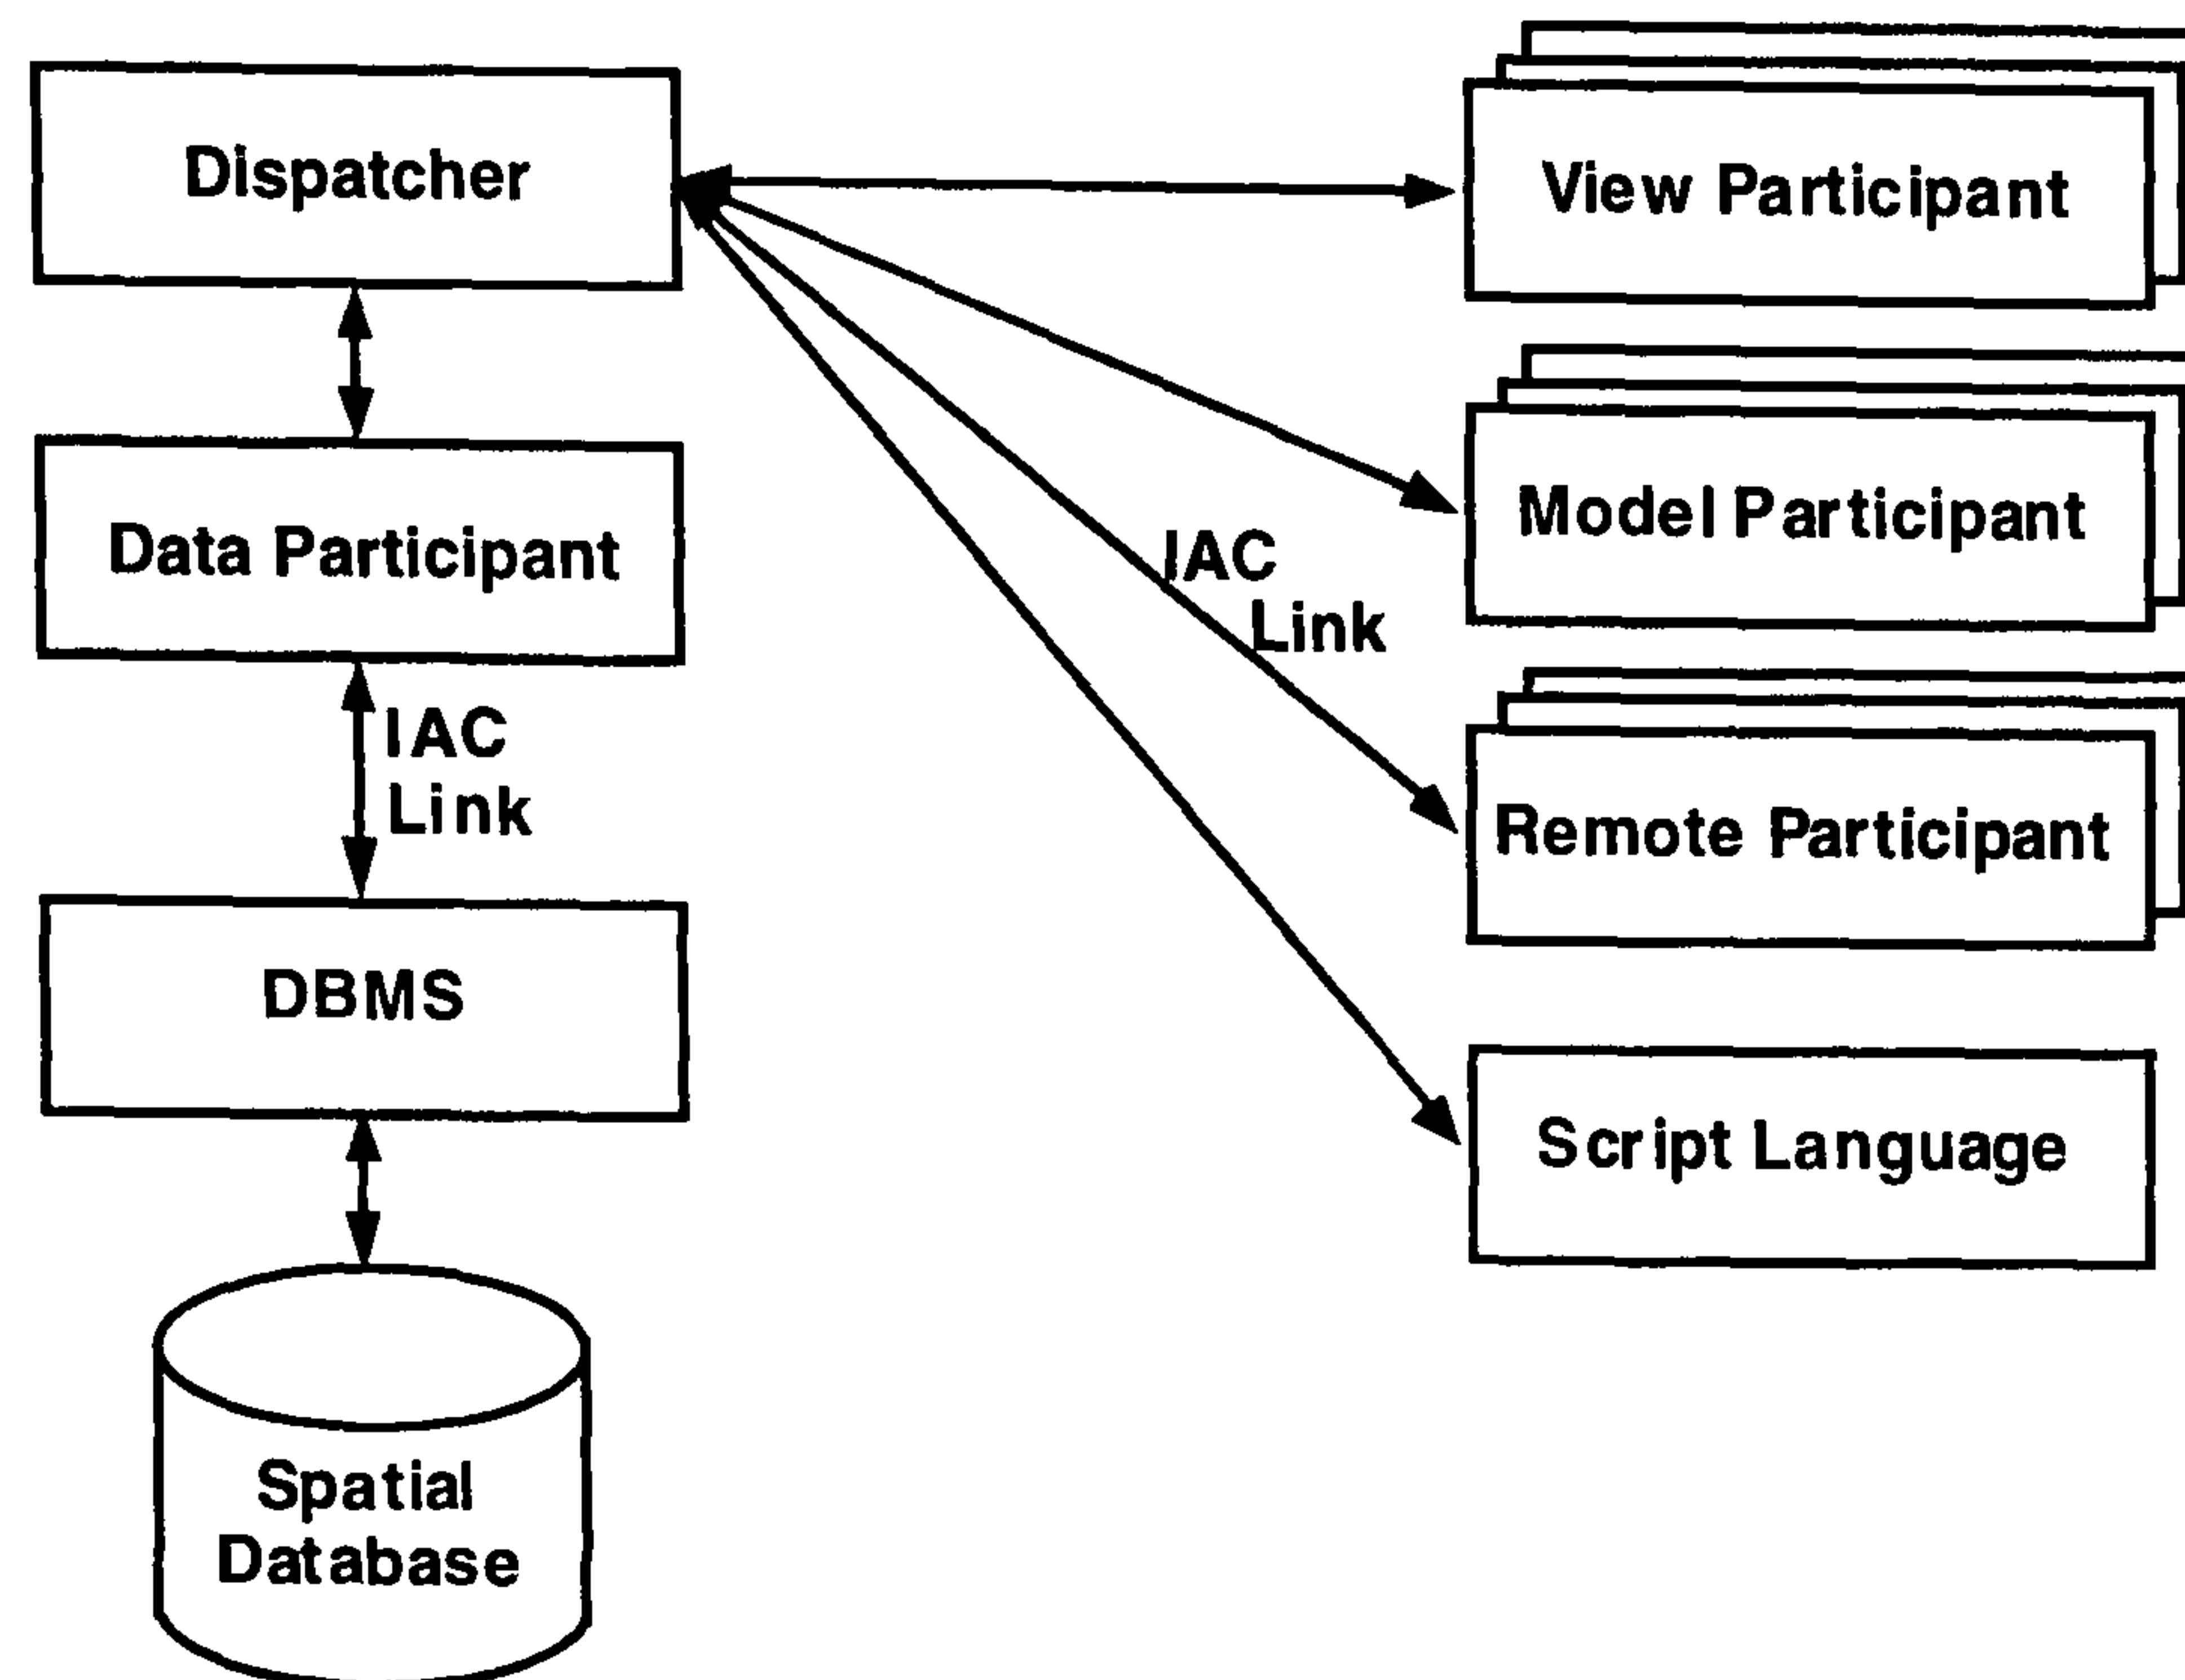 Dispatcher
View Participant
Data Participant
Model Participant
IAC
Link
IAC
Link
Remote Participant
DBMS
Script Language
Spatial
Database